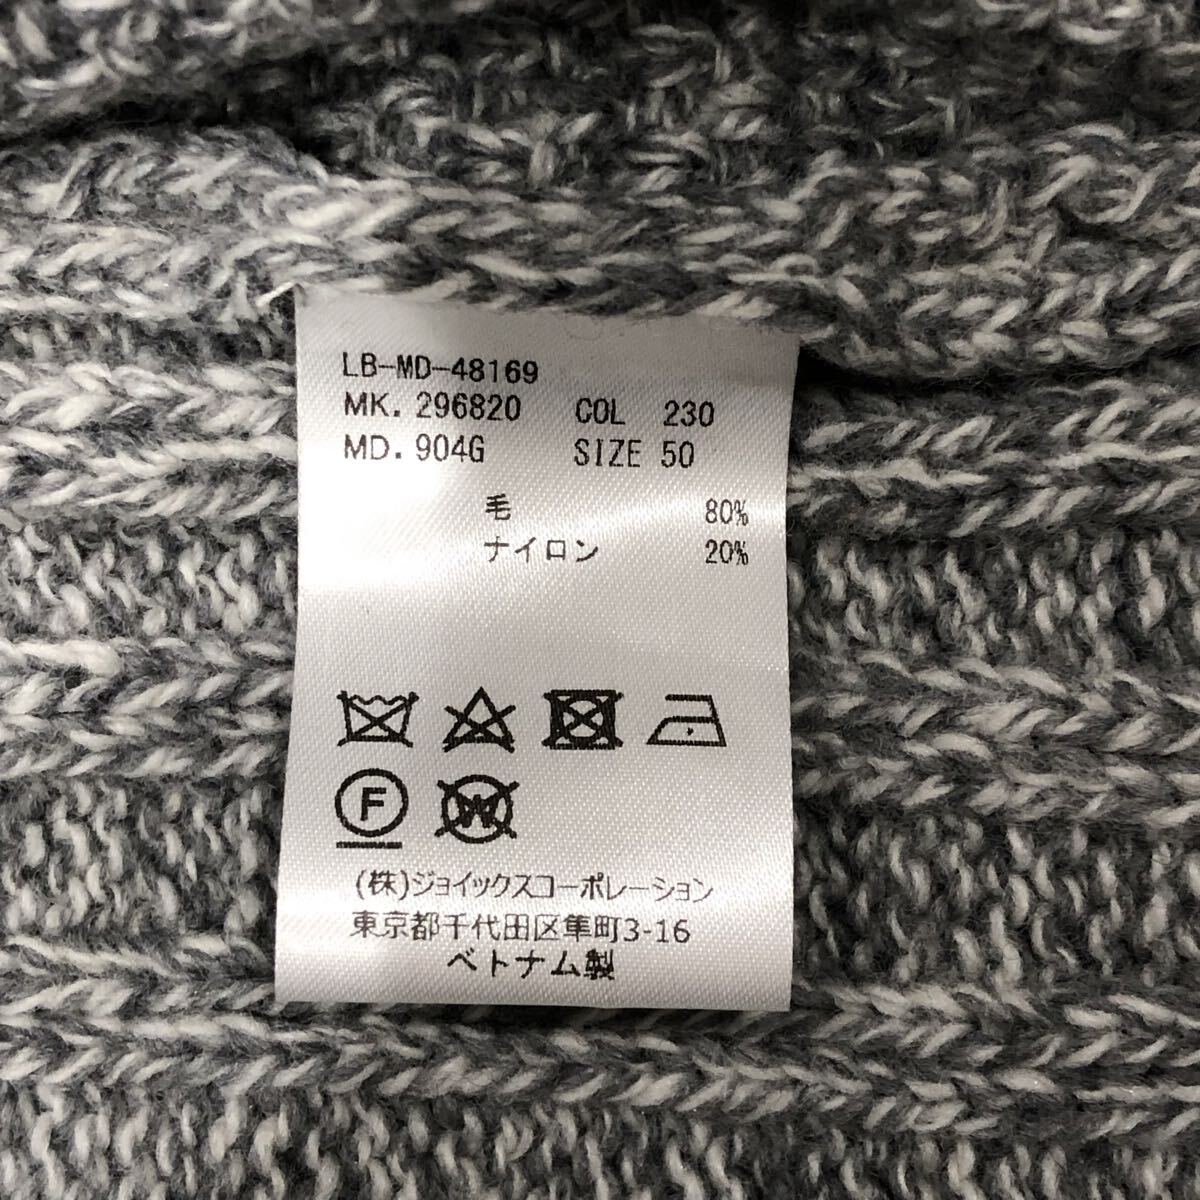 LB-MD-48169
MK. 296820 COL 230
MD. 904G SIZE 50
毛 80%
ナイロン 20%
F W
(株)ジョイックスコーポレーション
東京都千代田区隼町3-16
ベトナム製